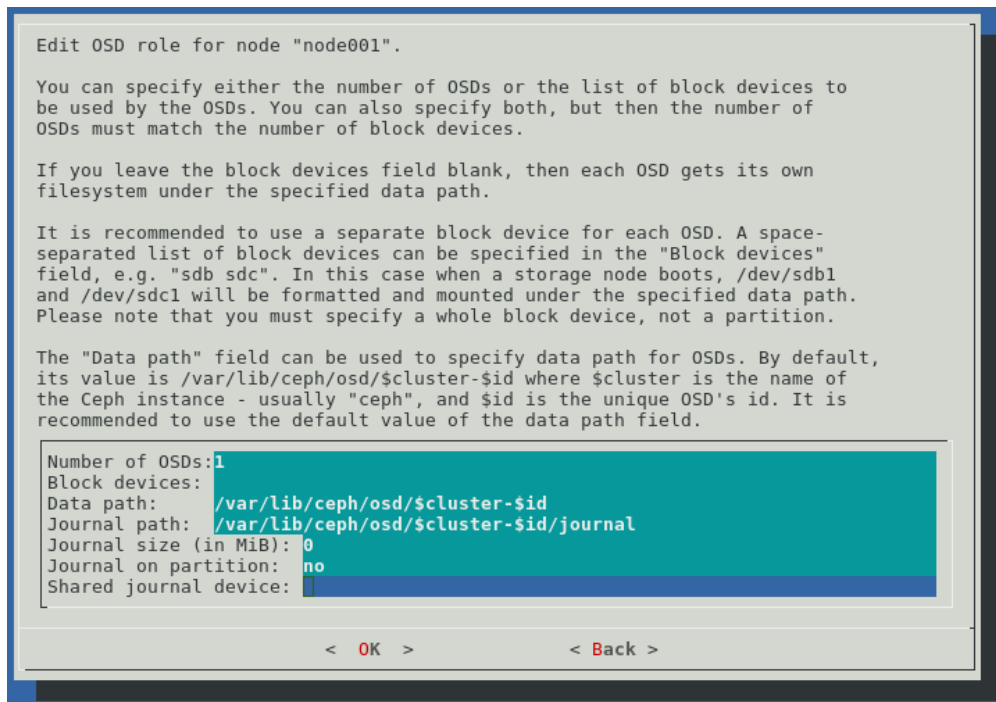 Edit OSD role for node "node001".
You can specify either the number of OSDs or the list of block devices to
be used by the OSDs. You can also specify both, but then the number of
OSDs must match the number of block devices.
If you leave the block devices field blank, then each OSD gets its own
filesystem under the specified data path.
It is recommended to use a separate block device for each OSD. A space-
separated list of block devices can be specified in the "Block devices"
field, e.g. "sdb sdc". In this case when a storage node boots, /dev/sdb1
and /dev/sdc1 will be formatted and mounted under the specified data path.
Please note that you must specify a whole block device, not a partition.
The "Data path" field can be used to specify data path for OSDs. By default,
its value is /var/lib/ceph/osd/$cluster-$id where $cluster is the name of
the Ceph instance - usually "ceph", and $id is the unique OSD's id. It is
recommended to use the default value of the data path field.
Number of OSDs:1
Block devices:
Data path: /var/lib/ceph/osd/$cluster-$id
Journal path: /var/lib/ceph/osd/$cluster-$id/journal
Journal size (in MiB): 0
Journal on partition: no
Shared journal device:
< OK > < Back >